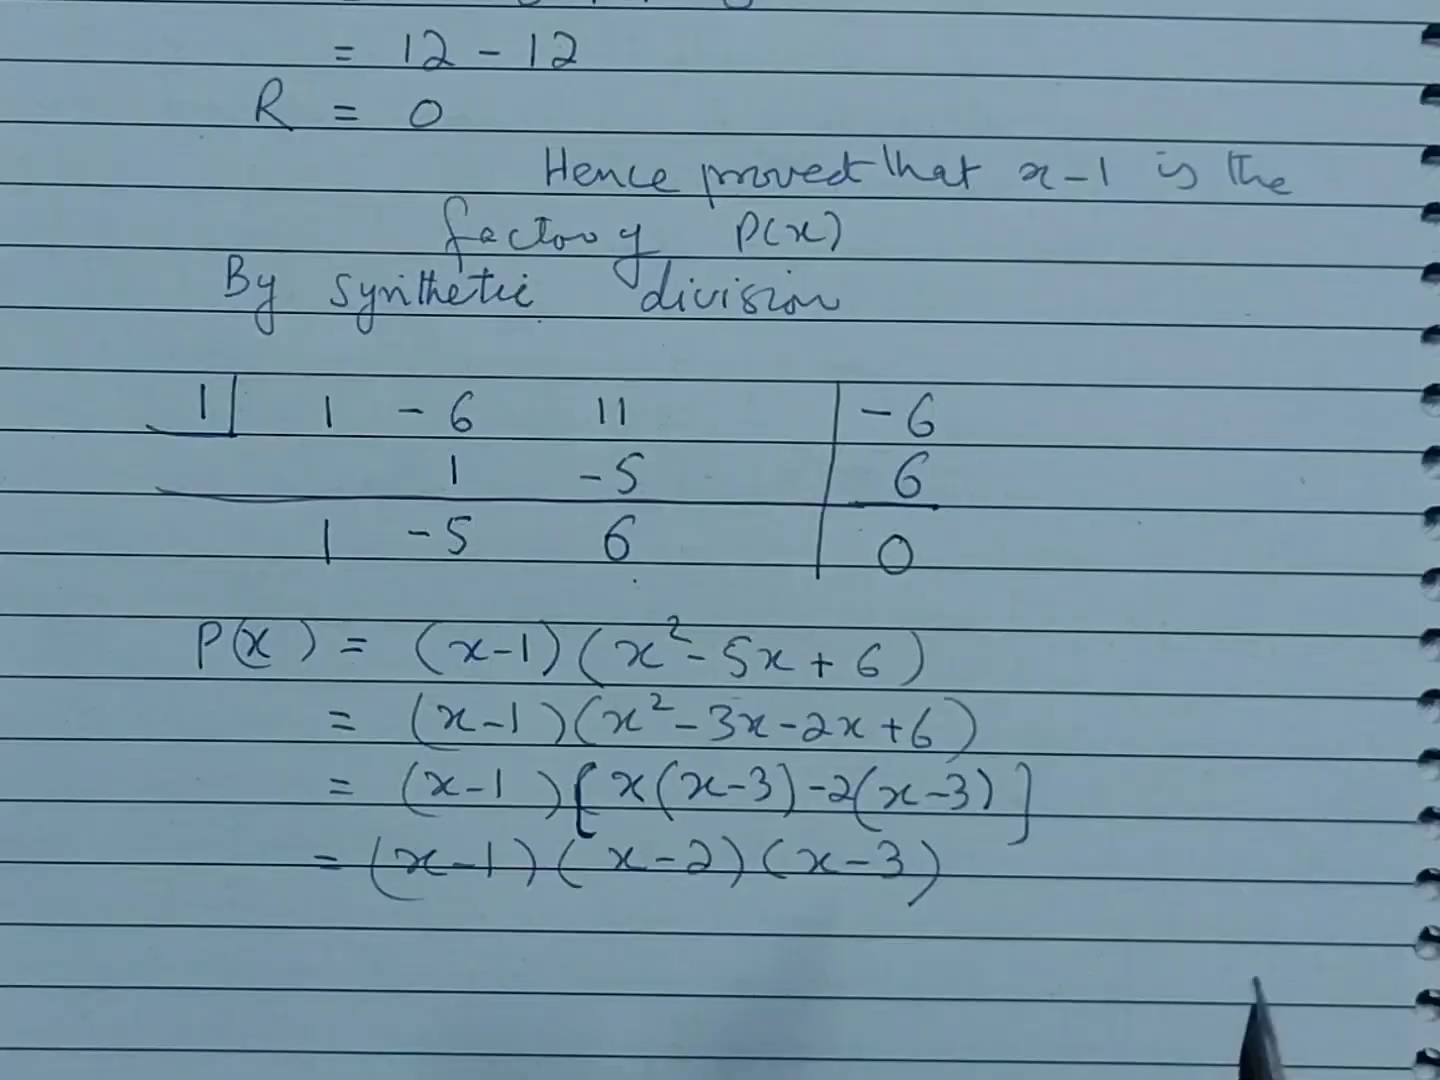 = 12 - 12
R = 0
Hence proved that x-1 is the
factor of P(x)
By synthetic division
1 | 1 -6 11 | -6
1 -5 | 6
1 -5 6 | 0
P(x) = (x-1)(x²-5x+6)
= (x-1)(x²-3x-2x+6)
= (x-1)[x(x-3)-2(x-3)]
= (x-1)(x-2)(x-3)